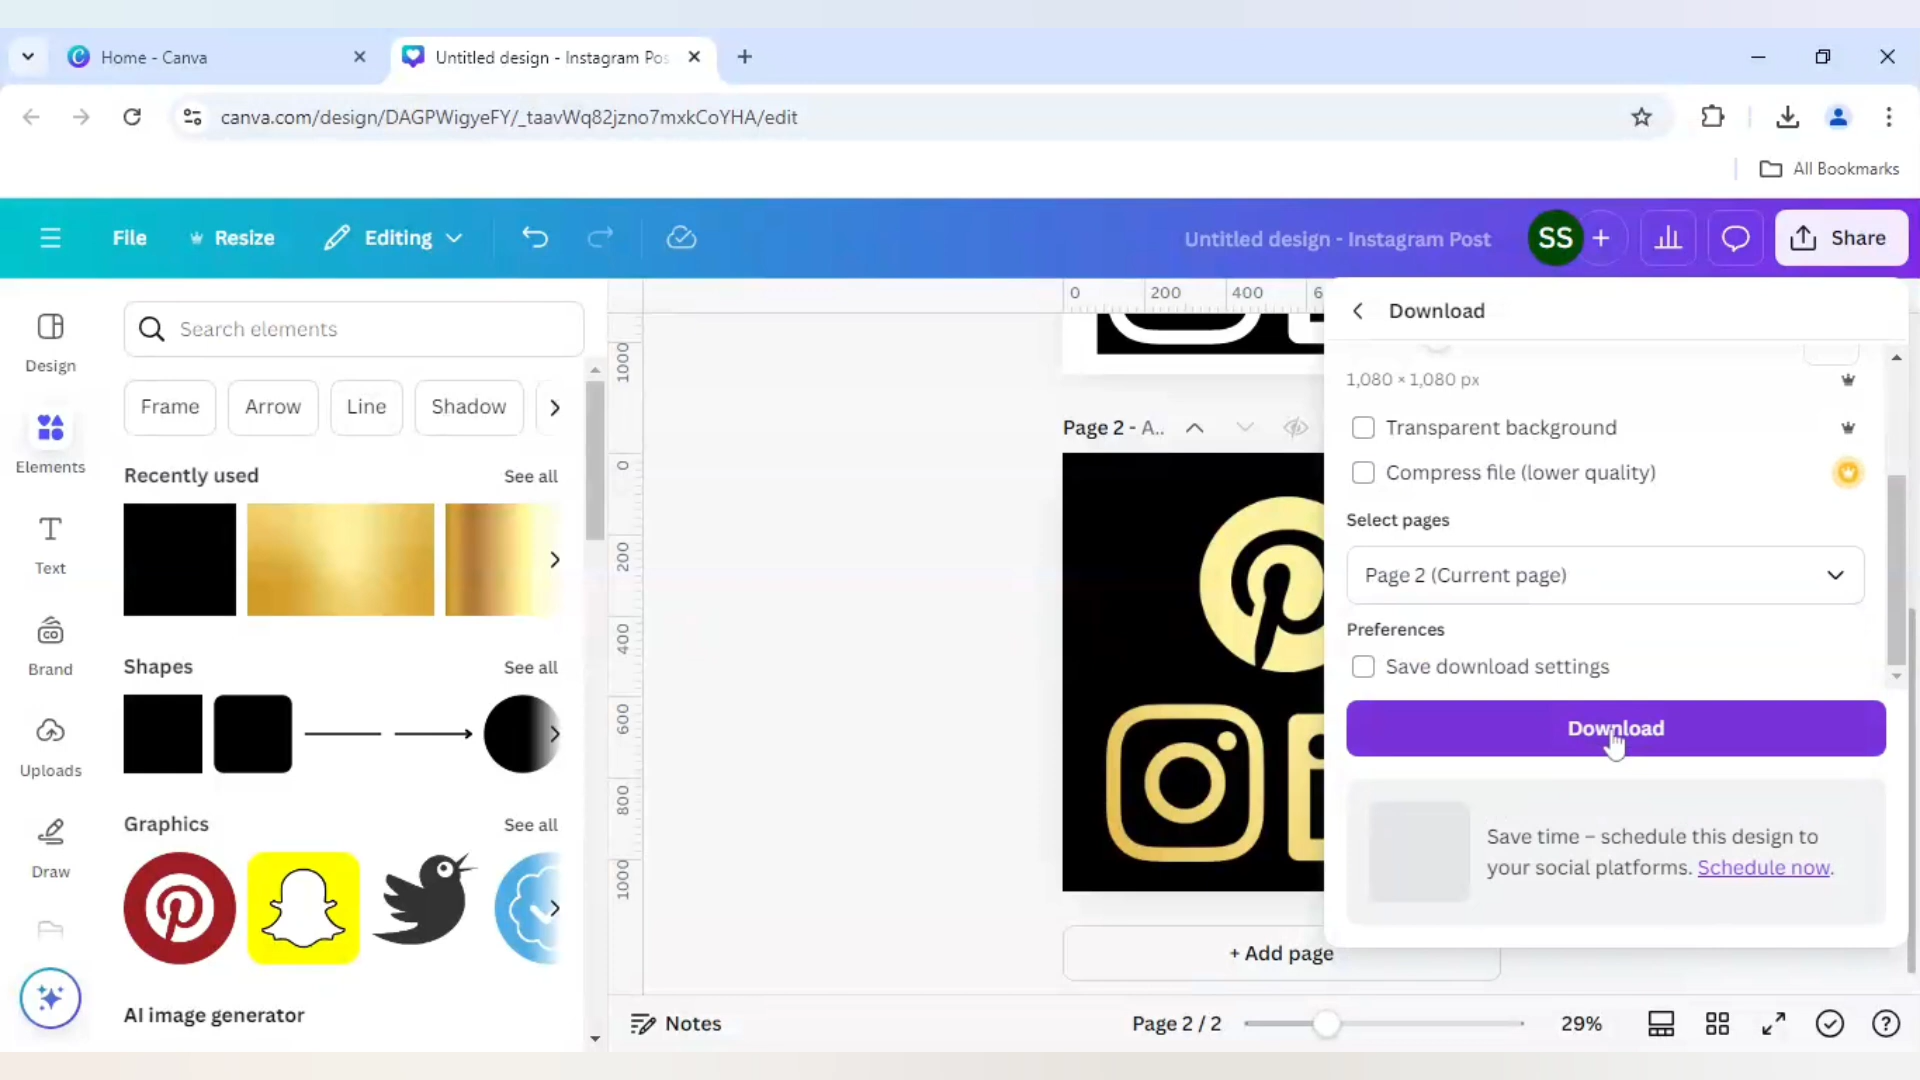 Home - Canva
Untitled design - Instagram Pos
canva.com/design/DAGPWigyeFY/_taavWq82jzno7mxkCoYHA/edit
All Bookmarks
File
Resize
Editing
Untitled design - Instagram Post
SS
Share
Design
Elements
Text
Brand
CO
Uploads
Draw
Search elements
Frame
Arrow
Line
Shadow
Recently used
See all
Shapes
See all
Graphics
See all
AI image generator
0
200
400
6
1000
0
200
400
600
800
1000
Page 2 - A..
+ Add page
Download
1,080 × 1,080 px
Transparent background
Compress file (lower quality)
Select pages
Page 2 (Current page)
Preferences
Save download settings
Download
Save time – schedule this design to
your social platforms. Schedule now.
Notes
Page 2 / 2
29%